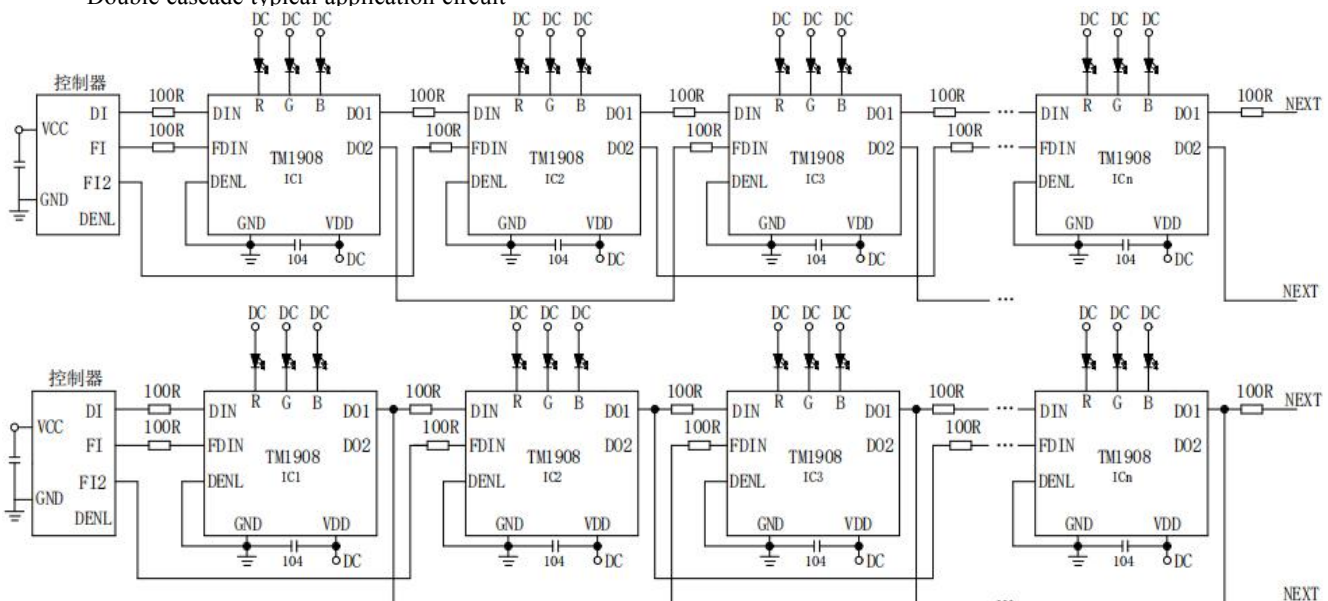 Double cascade typical application circuit
DC DC DC DC DC DC DC DC DC DC DC DC
控制器 100R R G B 100R R G B 100R R G B 100R R G B 100R NEXT
DI DIN DO1 DIN DO1 DIN DO1 ... DIN DO1
VCC 100R 100R 100R 100R
FI FDIN DO2 FDIN DO2 FDIN DO2 ... FDIN DO2
TM1908 TM1908 TM1908 TM1908
IC1 IC2 IC3 ICn
FI2 DENL DENL DENL DENL
GND
DENL GND VDD GND VDD GND VDD GND VDD
104 DC 104 DC 104 DC 104 DC
... NEXT
DC DC DC DC DC DC DC DC DC DC DC DC
控制器 100R R G B 100R R G B 100R R G B 100R R G B 100R NEXT
DI DIN DO1 DIN DO1 DIN DO1 ... DIN DO1
VCC 100R 100R 100R 100R
FI FDIN DO2 FDIN DO2 FDIN DO2 ... FDIN DO2
TM1908 TM1908 TM1908 TM1908
IC1 IC2 IC3 ICn
FI2 DENL DENL DENL DENL
GND
DENL GND VDD GND VDD GND VDD GND VDD
104 DC 104 DC 104 DC 104 DC
... NEXT